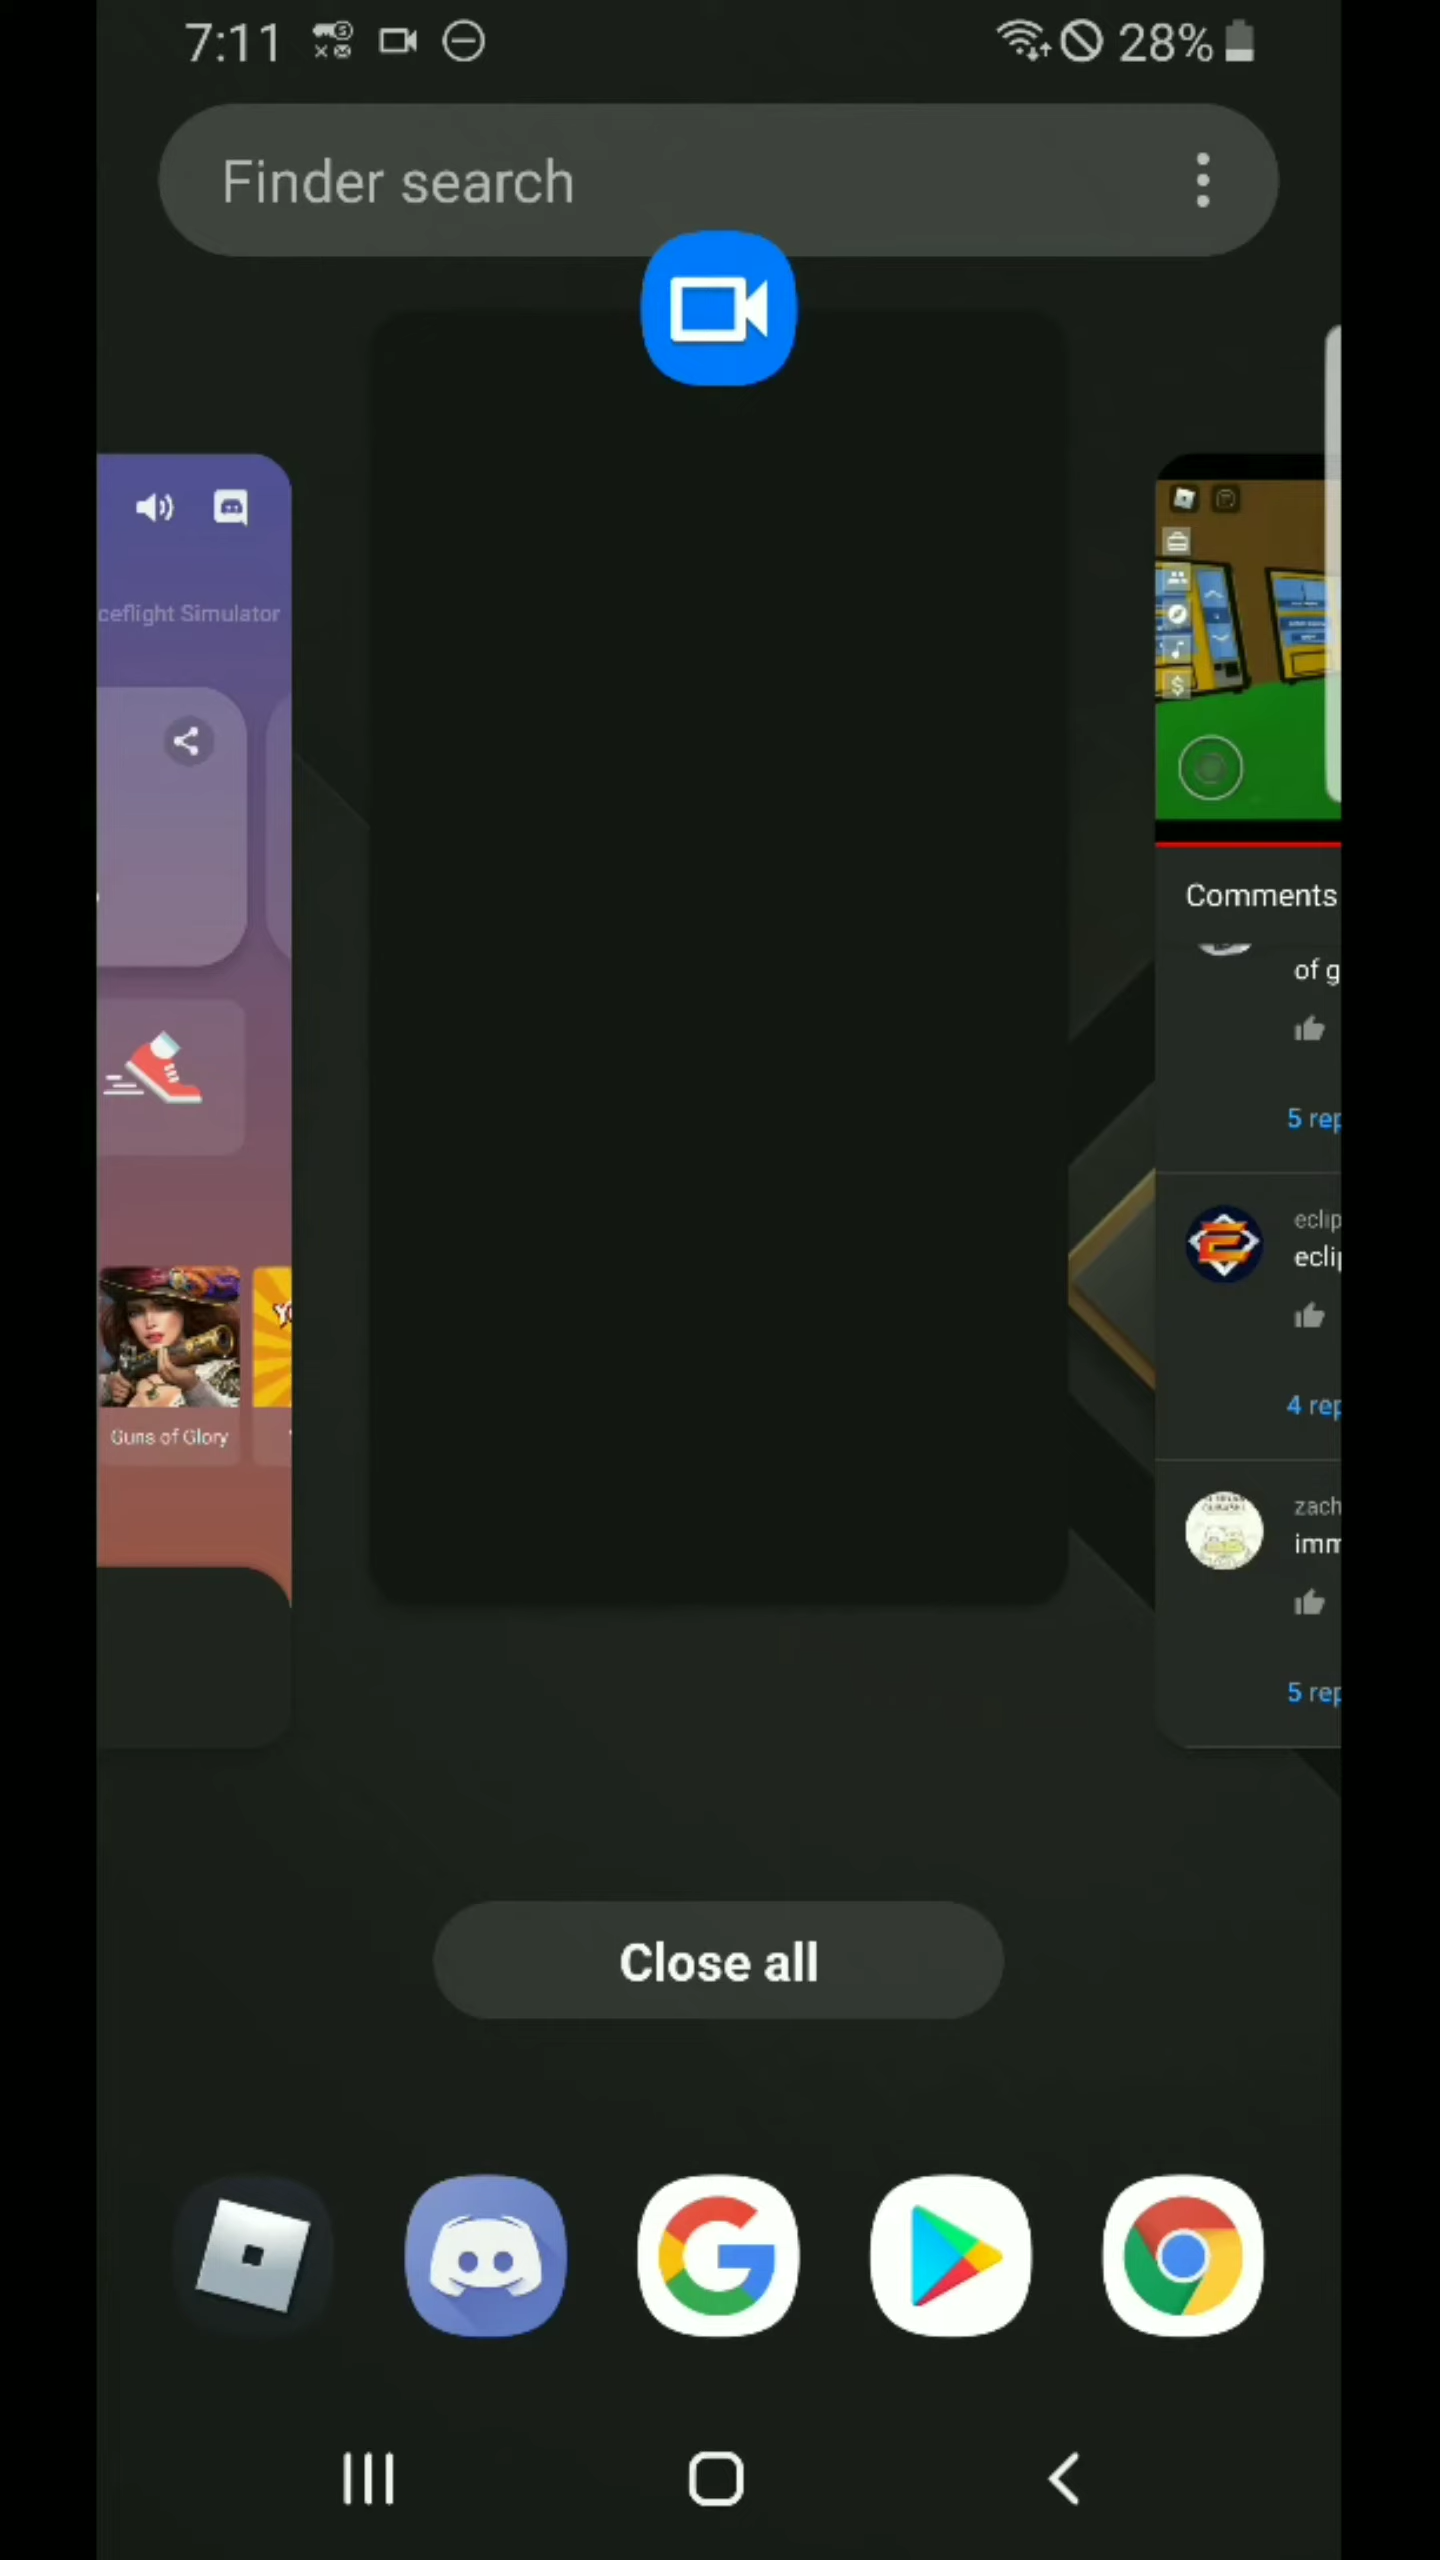 7:11
28%
Finder search
ceflight Simulator
Comments
of g
5 rep
eclip
eclip
4 rep
Guns of Glory
zach
imm
5 rep
Close all